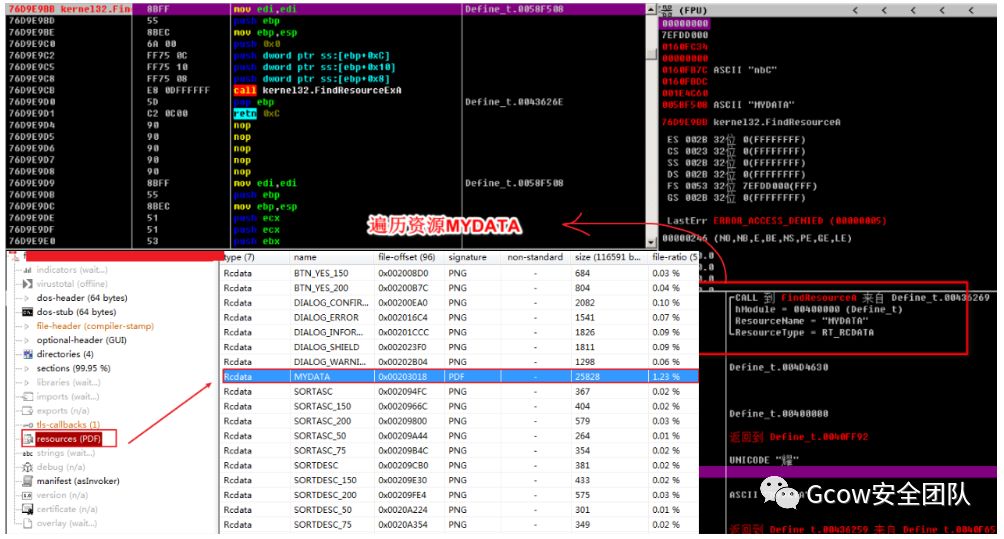 76D9E9BB kernel32.Fin 8BFF mov edi,edi Define_t.0058F508
76D9E9BD 55 push ebp
76D9E9BE 8BEC mov ebp,esp
76D9E9C0 6A 00 push 0x0
76D9E9C2 FF75 0C push dword ptr ss:[ebp+0xC]
76D9E9C5 FF75 10 push dword ptr ss:[ebp+0x10]
76D9E9C8 FF75 08 push dword ptr ss:[ebp+0x8]
76D9E9CB E8 0DFFFFFF call kernel32.FindResourceExA
76D9E9D0 5D pop ebp Define_t.0043626E
76D9E9D1 C2 0C00 retn 0xC
76D9E9D4 90 nop
76D9E9D5 90 nop
76D9E9D6 90 nop
76D9E9D7 90 nop
76D9E9D8 90 nop
76D9E9D9 8BFF mov edi,edi Define_t.0058F508
76D9E9DB 55 push ebp
76D9E9DC 8BEC mov ebp,esp
76D9E9DE 51 push ecx
76D9E9DF 51 push ecx
76D9E9E0 53 push ebx
遍历资源MYDATA
(FPU) < < < < <
00000000
7EFDD000
0160FC34
00000000
0160FB7C ASCII "nbC"
0160FBDC
001E4C60
0058F508 ASCII "MYDATA"
76D9E9BB kernel32.FindResourceA
ES 002B 32位 0(FFFFFFFF)
CS 0023 32位 0(FFFFFFFF)
SS 002B 32位 0(FFFFFFFF)
DS 002B 32位 0(FFFFFFFF)
FS 0053 32位 7EFDD000(FFF)
GS 002B 32位 0(FFFFFFFF)
LastErr ERROR_ACCESS_DENIED (00000005)
00000246 (NO,NB,E,BE,NS,PE,GE,LE)
indicators (wait...)
virustotal (offline)
dos-header (64 bytes)
dos-stub (64 bytes)
file-header (compiler-stamp)
optional-header (GUI)
directories (4)
sections (99.95 %)
libraries (wait...)
imports (wait...)
exports (n/a)
tls-callbacks (1)
resources (PDF)
strings (wait...)
debug (n/a)
manifest (asInvoker)
version (n/a)
certificate (n/a)
overlay (wait...)
type (7) name file-offset (96) signature non-standard size (116591 b... file-ratio (5
Rcdata BTN_YES_150 0x002008D0 PNG - 684 0.03 %
Rcdata BTN_YES_200 0x00200B7C PNG - 804 0.04 %
Rcdata DIALOG_CONFIR... 0x00200EA0 PNG - 2082 0.10 %
Rcdata DIALOG_ERROR 0x002016C4 PNG - 1541 0.07 %
Rcdata DIALOG_INFOR... 0x00201CCC PNG - 1826 0.09 %
Rcdata DIALOG_SHIELD 0x002023F0 PNG - 1811 0.09 %
Rcdata DIALOG_WARNI... 0x00202B04 PNG - 1298 0.06 %
Rcdata MYDATA 0x00203018 PDF - 25828 1.23 %
Rcdata SORTASC 0x002094FC PNG - 367 0.02 %
Rcdata SORTASC_150 0x0020966C PNG - 404 0.02 %
Rcdata SORTASC_200 0x00209800 PNG - 579 0.03 %
Rcdata SORTASC_50 0x00209A44 PNG - 264 0.01 %
Rcdata SORTASC_75 0x00209B4C PNG - 354 0.02 %
Rcdata SORTDESC 0x00209CB0 PNG - 381 0.02 %
Rcdata SORTDESC_150 0x00209E30 PNG - 433 0.02 %
Rcdata SORTDESC_200 0x00209FE4 PNG - 575 0.03 %
Rcdata SORTDESC_50 0x0020A224 PNG - 301 0.01 %
Rcdata SORTDESC_75 0x0020A354 PNG - 349 0.02 %
CALL 到 FindResourceA 来自 Define_t.00436269
hModule = 00400000 (Define_t)
ResourceName = "MYDATA"
ResourceType = RT_RCDATA
Define_t.004D4630
Define_t.00400000
返回到 Define_t.0040FF92
UNICODE "耀"
ASCII
Gcow安全团队
返回到 Define_t.00436259 来自 Define_t.0040F65